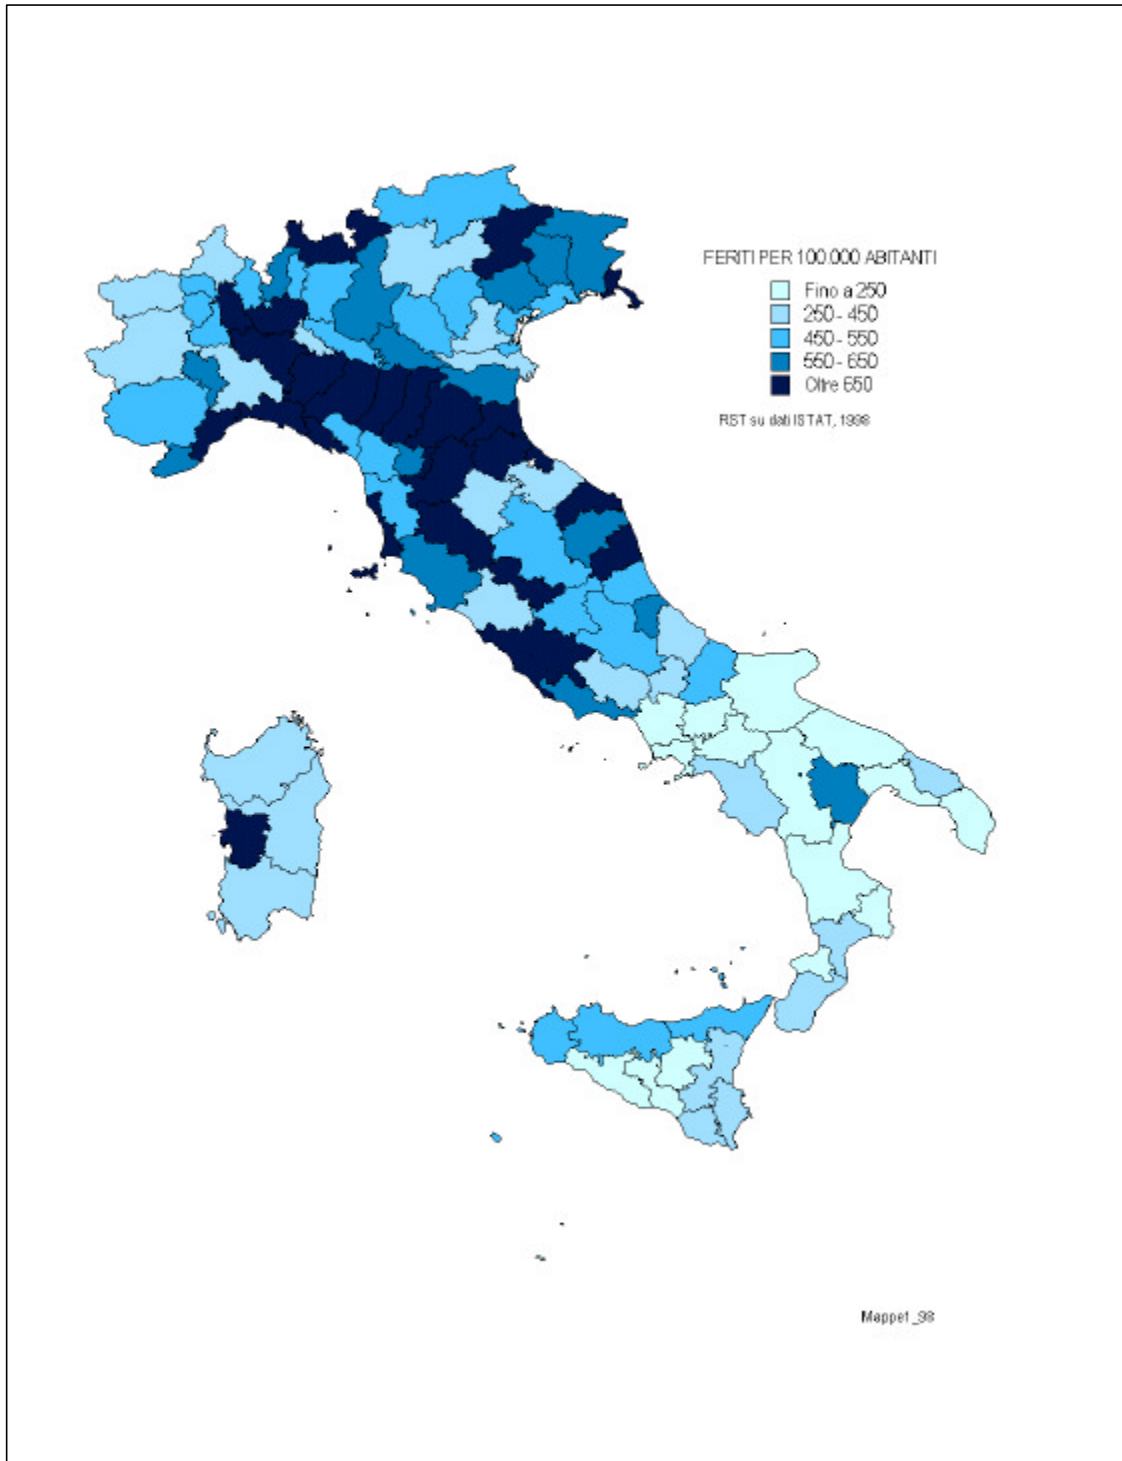 FERITI PER 100.000 ABITANTI
Fino a 250
250 - 450
450 - 550
550 - 650
Oltre 650
RST su dati ISTAT, 1998
Mappef_98